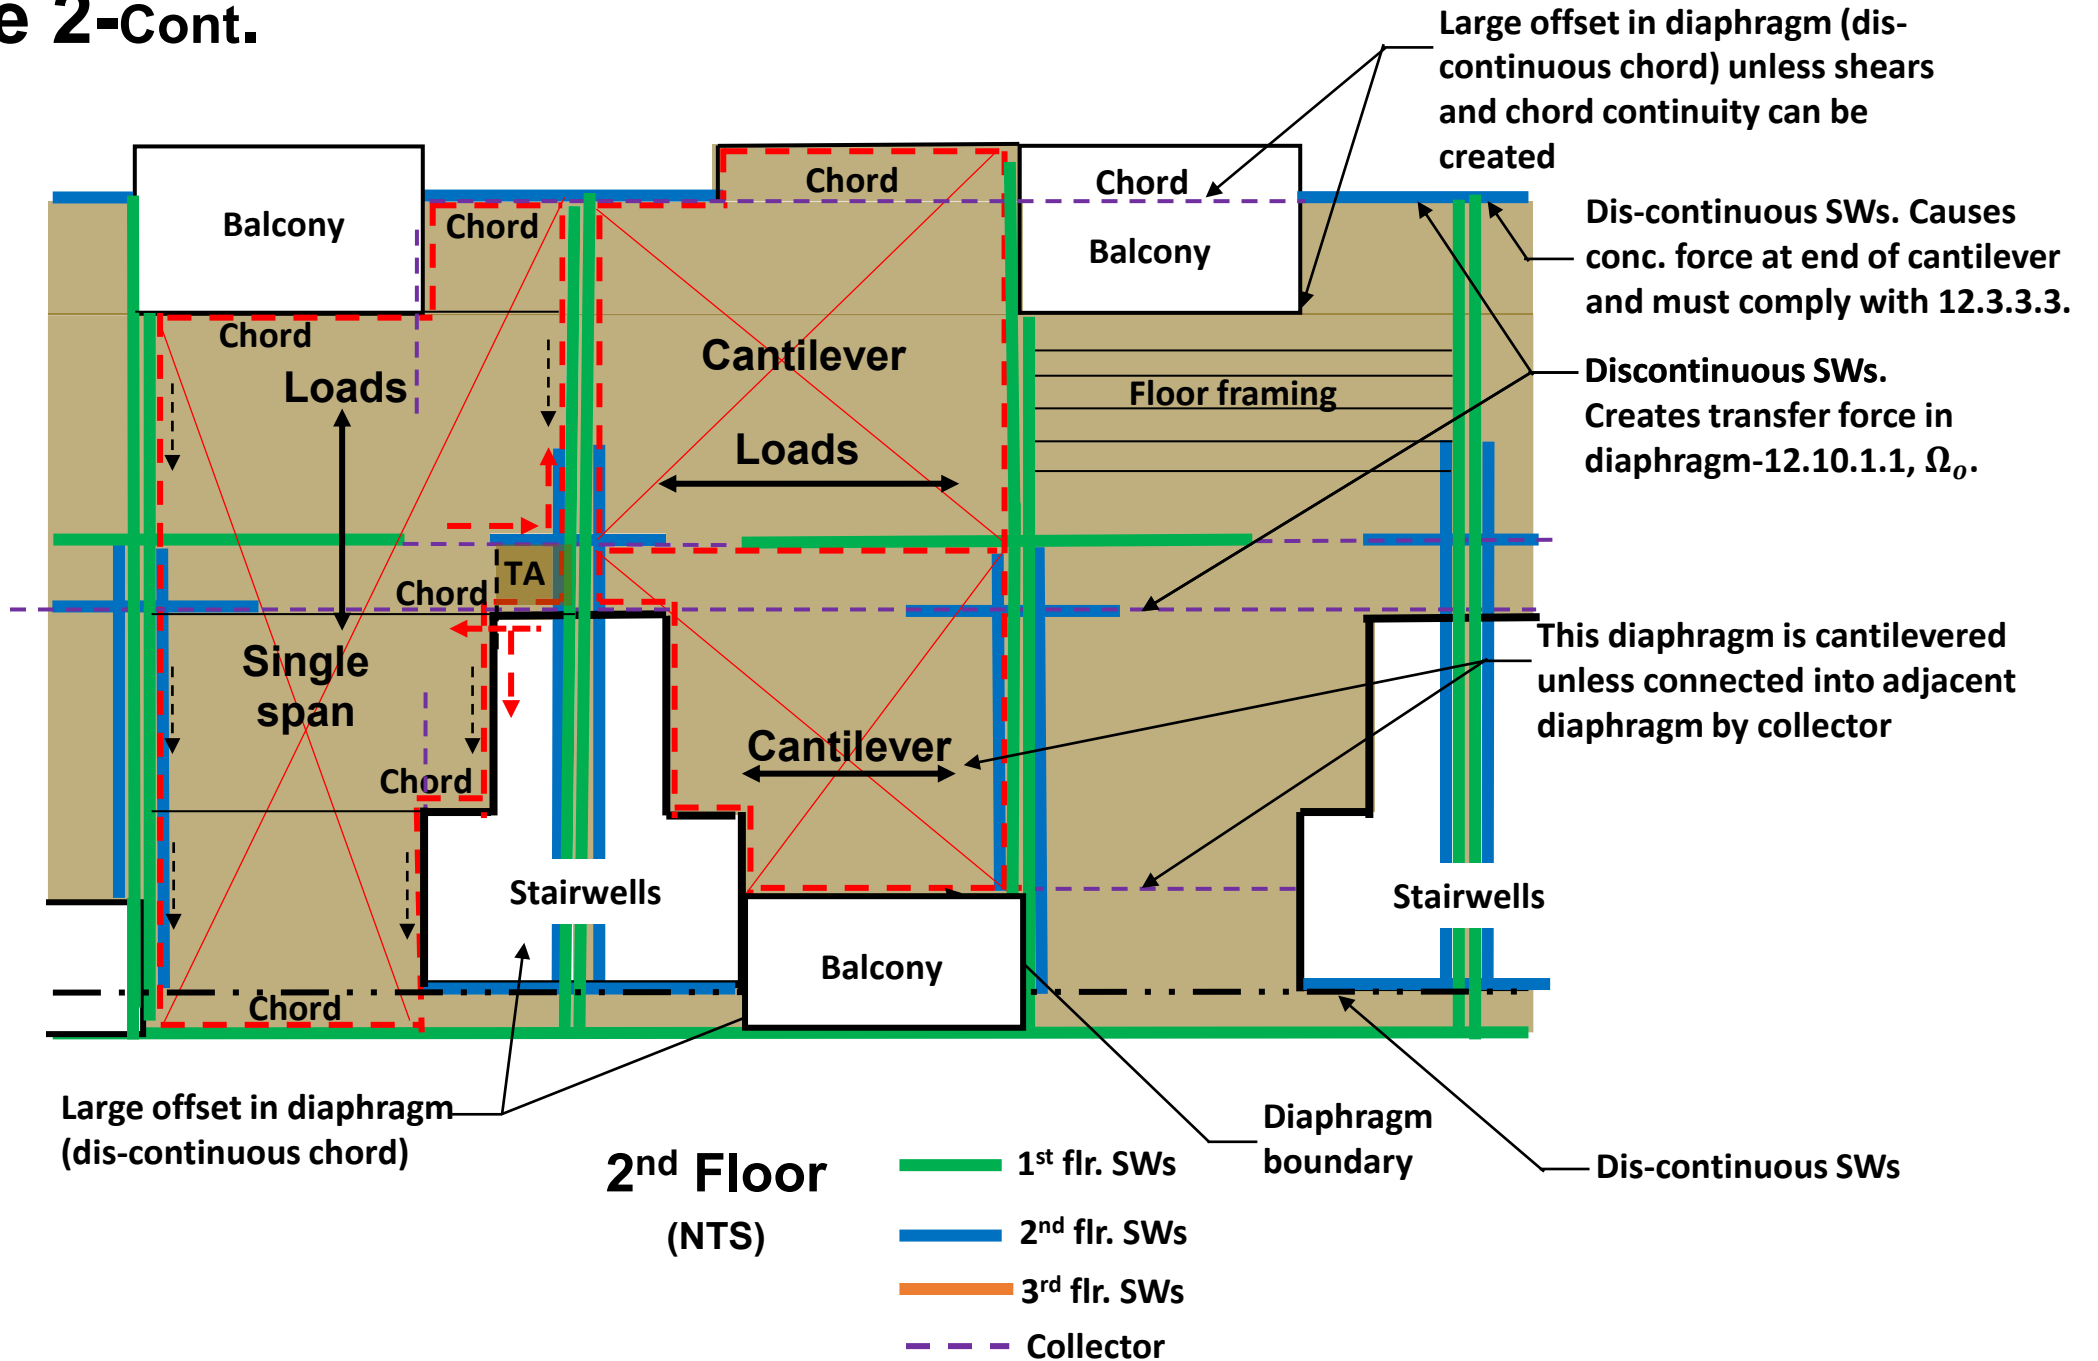 e 2-Cont.
Large offset in diaphragm (dis-
continuous chord) unless shears
and chord continuity can be
created
Chord
Chord
Balcony
Chord
Balcony
Chord
Dis-continuous SWs. Causes
conc. force at end of cantilever
and must comply with 12.3.3.3.
Chord
Loads
Cantilever
Floor framing
Discontinuous SWs.
Creates transfer force in
diaphragm-12.10.1.1, Ωₒ.
Loads
TA
Chord
Single
span
This diaphragm is cantilevered
unless connected into adjacent
diaphragm by collector
Cantilever
Chord
Stairwells
Stairwells
Balcony
Chord
Large offset in diaphragm
(dis-continuous chord)
Diaphragm
boundary
Dis-continuous SWs
2nd Floor
(NTS)
1st flr. SWs
2nd flr. SWs
3rd flr. SWs
Collector